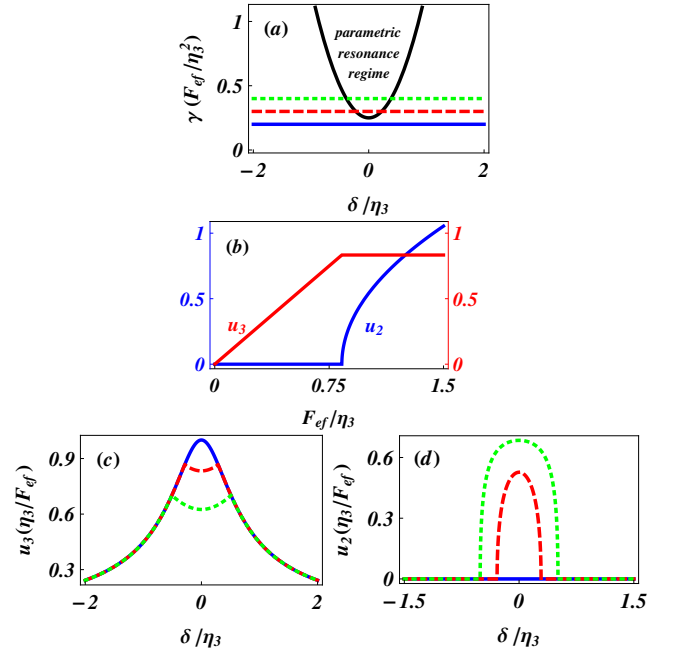 (a)
parametric
resonance
regime
γ (F_ef/η_3^2)
1
0.5
0
−2 0 2
δ/η_3
(b)
1 1
0.5 0.5
0 0
u_3 u_2
0 0.75 1.5
F_ef/η_3
(c)
u_3(η_3/F_ef)
0.9
0.6
0.3
−2 0 2
δ/η_3
(d)
u_2(η_3/F_ef)
0.6
0.3
0
−1.5 0 1.5
δ/η_3